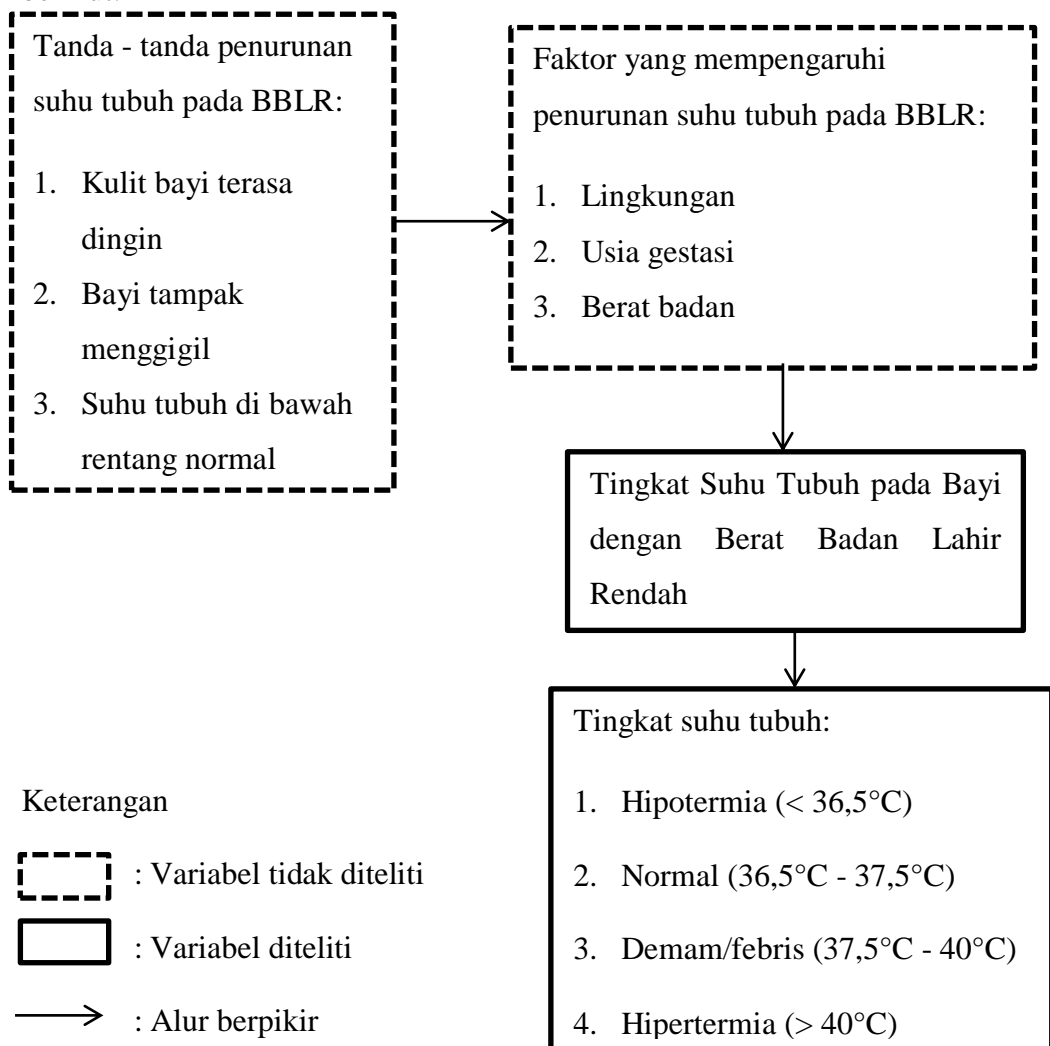 Tanda - tanda penurunan
suhu tubuh pada BBLR:
1. Kulit bayi terasa
dingin
2. Bayi tampak
menggigil
3. Suhu tubuh di bawah
rentang normal
Faktor yang mempengaruhi
penurunan suhu tubuh pada BBLR:
1. Lingkungan
2. Usia gestasi
3. Berat badan
Tingkat Suhu Tubuh pada Bayi
dengan Berat Badan Lahir
Rendah
Tingkat suhu tubuh:
1. Hipotermia (< 36,5°C)
2. Normal (36,5°C - 37,5°C)
3. Demam/febris (37,5°C - 40°C)
4. Hipertermia (> 40°C)
Keterangan
: Variabel tidak diteliti
: Variabel diteliti
: Alur berpikir